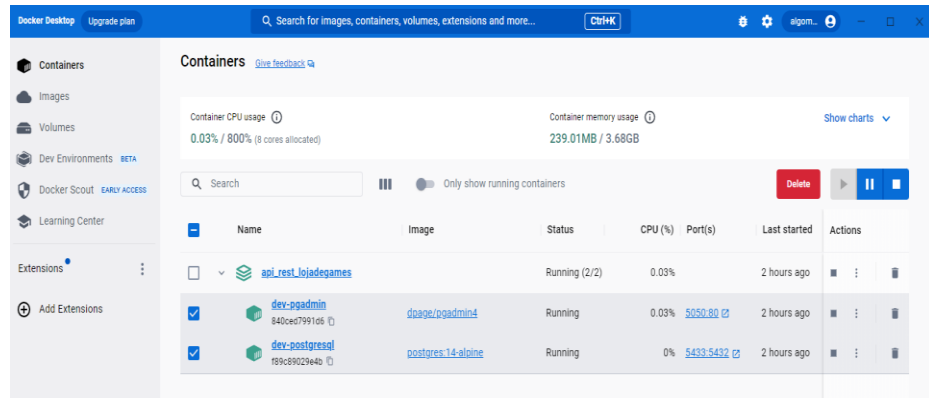 Docker Desktop Upgrade plan Search for images, containers, volumes, extensions and more... Ctrl+K algom...
Containers
Images
Volumes
Dev Environments BETA
Docker Scout EARLY ACCESS
Learning Center
Extensions
Add Extensions
Containers Give feedback
Container CPU usage
0.03% / 800% (8 cores allocated)
Container memory usage
239.01MB / 3.68GB
Show charts
Search Only show running containers Delete
Name Image Status CPU (%) Port(s) Last started Actions
api_rest_lojadegames Running (2/2) 0.03% 2 hours ago
dev-pgadmin
840ced7991d6
dpage/pgadmin4 Running 0.03% 5050:80 2 hours ago
dev-postgresql
f89c89029e4b
postgres:14-alpine Running 0% 5433:5432 2 hours ago